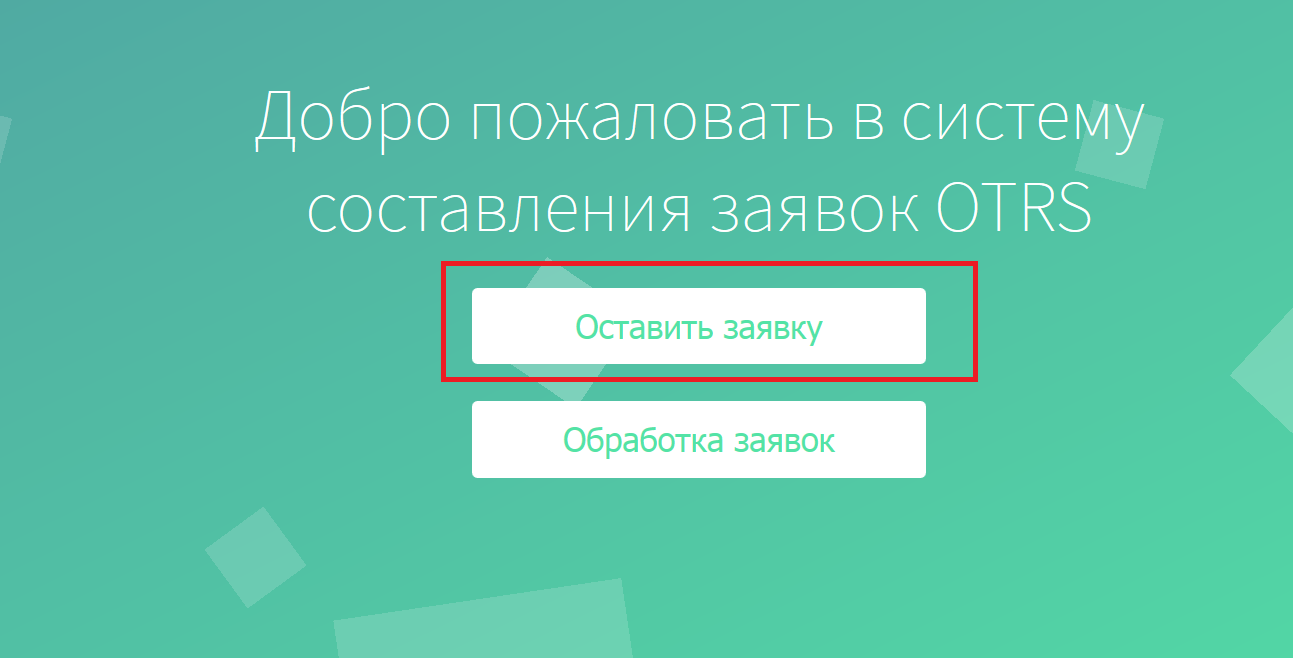 Добро пожаловать в систему
составления заявок OTRS
Оставить заявку
Обработка заявок